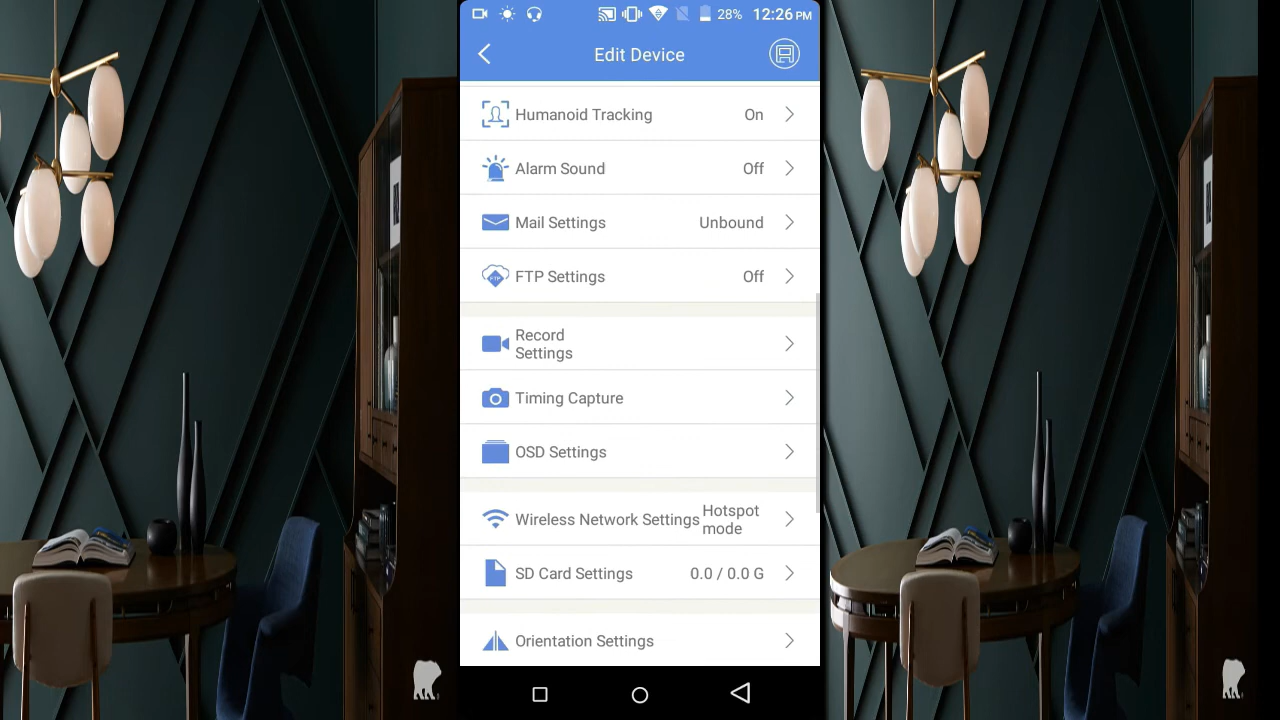 28% 12:26 PM
Edit Device
Humanoid Tracking On
Alarm Sound Off
Mail Settings Unbound
FTP
FTP Settings Off
Record
Settings
Timing Capture
OSD Settings
Wireless Network Settings Hotspot
mode
SD Card Settings 0.0 / 0.0 G
Orientation Settings